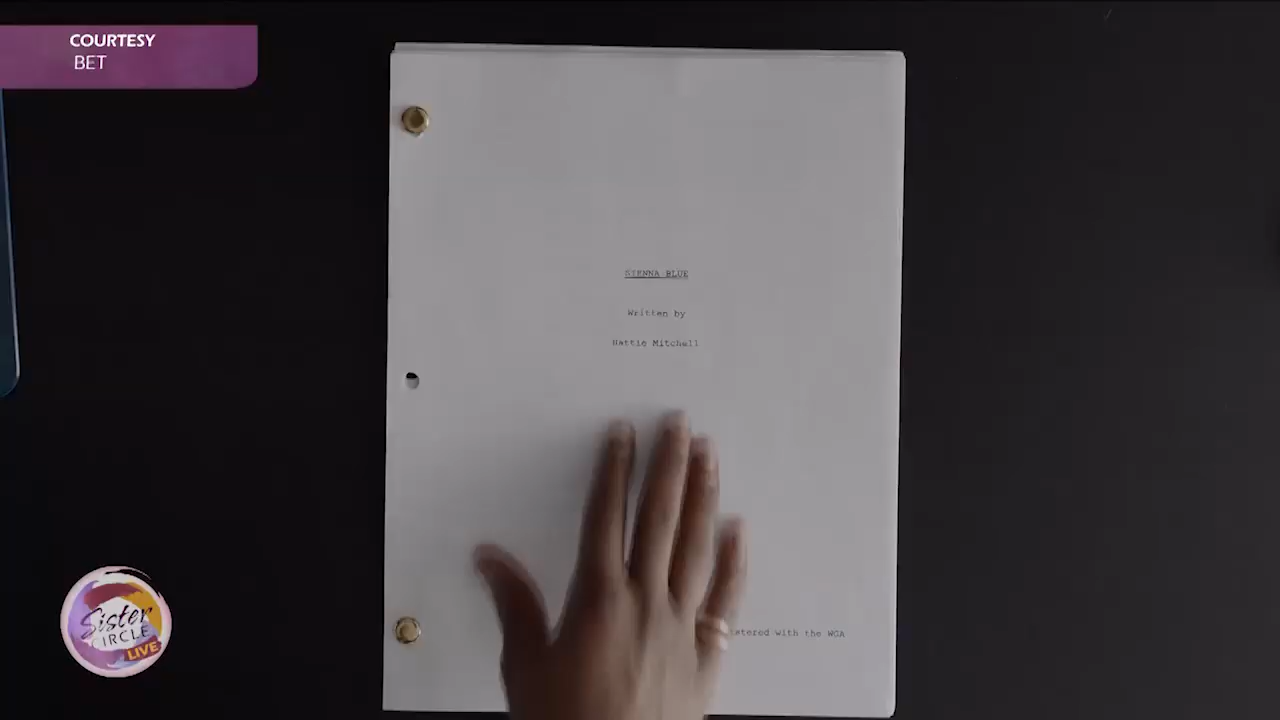 COURTESY
BET
SIENNA BLUE
Written by
Hattie Mitchell
with the WGA
Sister
CIRCLE
LIVE